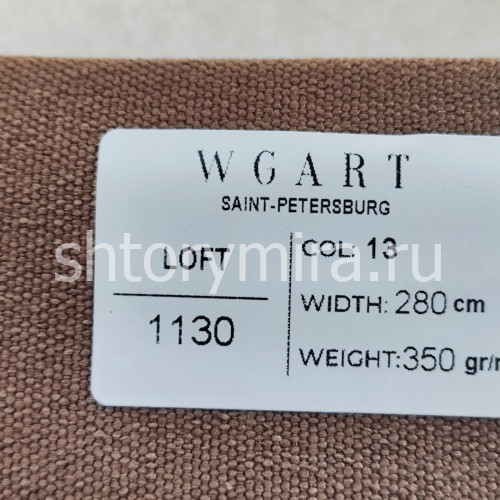 WGART
SAINT-PETERSBURG
LOFT
1130
COL: 13
WIDTH: 280 cm
WEIGHT:350 gr/
shtorymira.ru